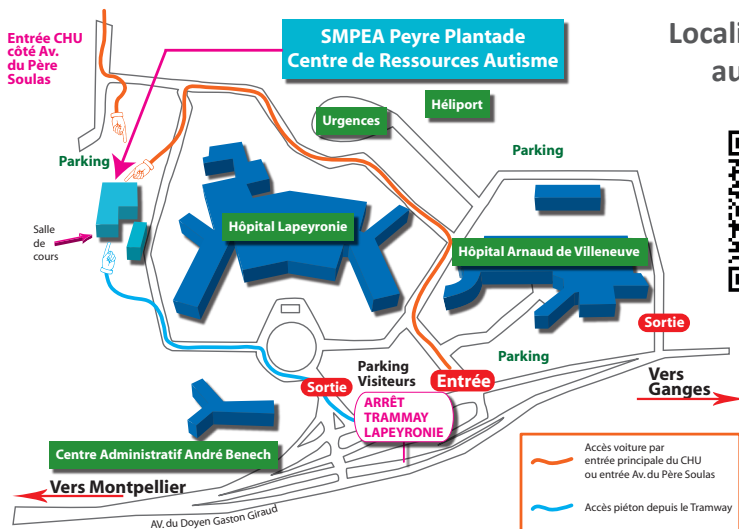 Entrée CHU
côté Av.
du Père
Soulas
SMPEA Peyre Plantade
Centre de Ressources Autisme
Locali
au
Urgences
Héliport
Parking
Parking
Salle
de
cours
Hôpital Lapeyronie
Hôpital Arnaud de Villeneuve
Sortie
Parking
Parking
Visiteurs
Sortie
Entrée
Vers
Ganges
ARRÊT
TRAMMAY
LAPEYRONIE
Centre Administratif André Benech
Vers Montpellier
AV. du Doyen Gaston Giraud
Accès voiture par
entrée principale du CHU
ou entrée Av. du Père Soulas
Accès piéton depuis le Tramway